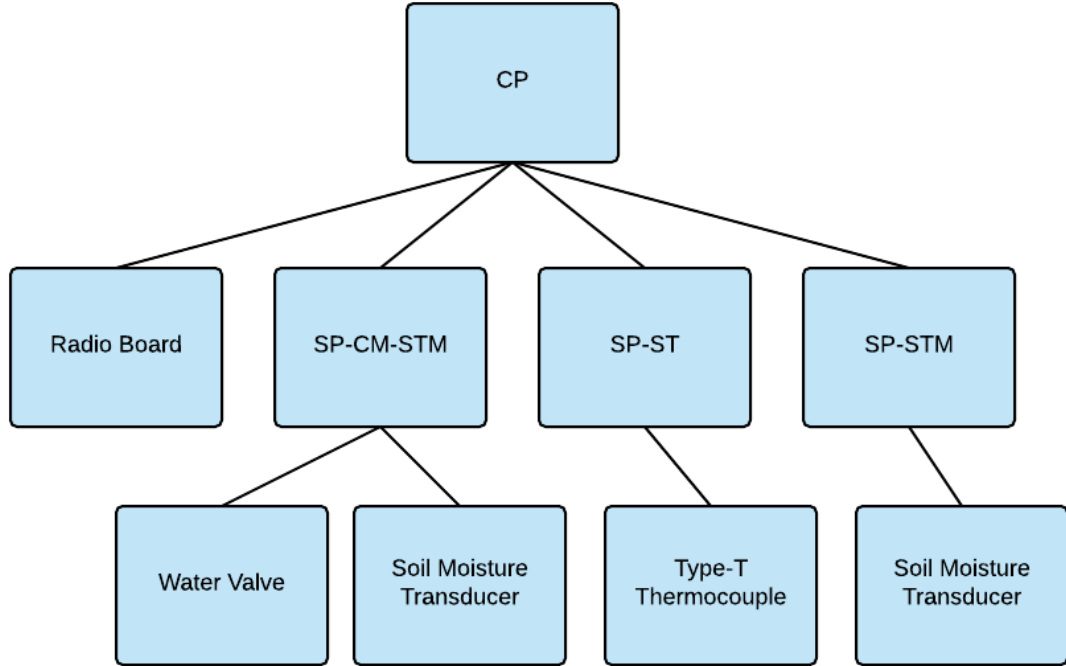 CP
Radio Board
SP-CM-STM
SP-ST
SP-STM
Water Valve
Soil Moisture
Transducer
Type-T
Thermocouple
Soil Moisture
Transducer